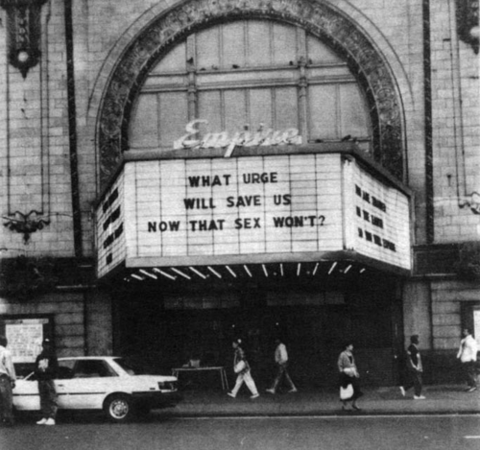 Empire
WHAT URGE
WILL SAVE US
NOW THAT SEX WON'T?